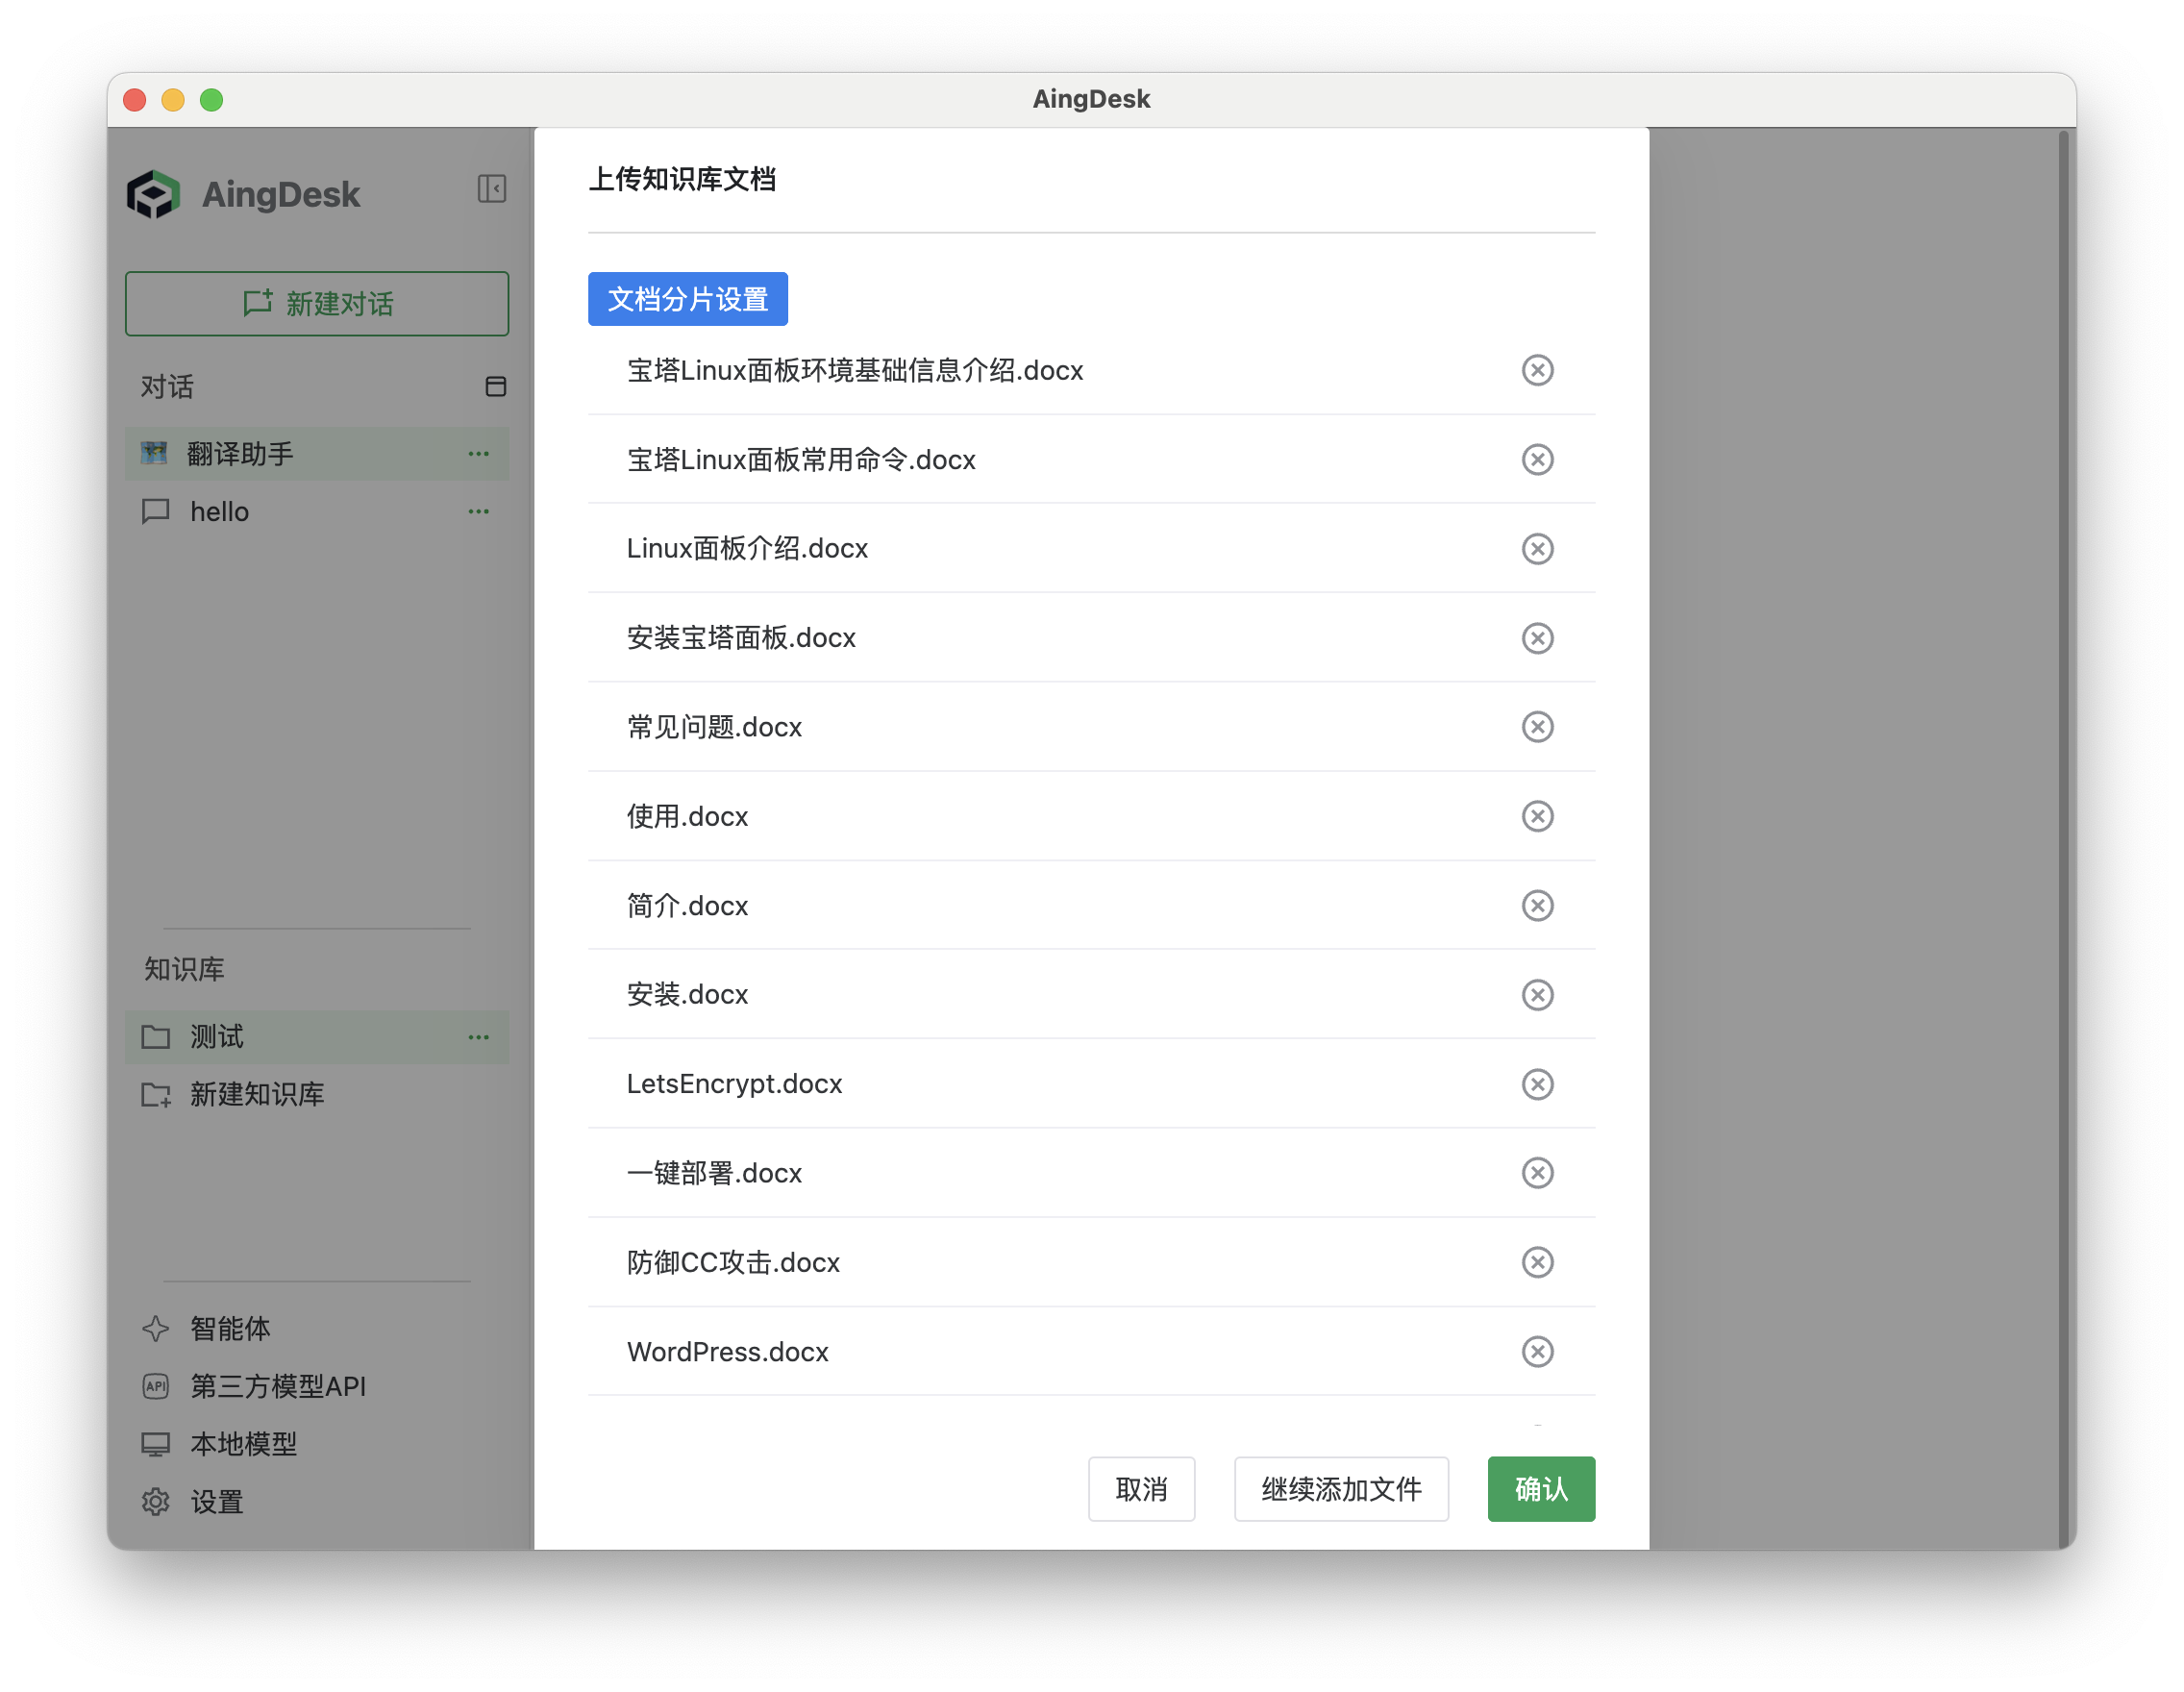 AingDesk
AingDesk
新建对话
对话
翻译助手
hello
知识库
测试
新建知识库
智能体
API 第三方模型API
本地模型
设置
上传知识库文档
文档分片设置
宝塔Linux面板环境基础信息介绍.docx
宝塔Linux面板常用命令.docx
Linux面板介绍.docx
安装宝塔面板.docx
常见问题.docx
使用.docx
简介.docx
安装.docx
LetsEncrypt.docx
一键部署.docx
防御CC攻击.docx
WordPress.docx
取消
继续添加文件
确认